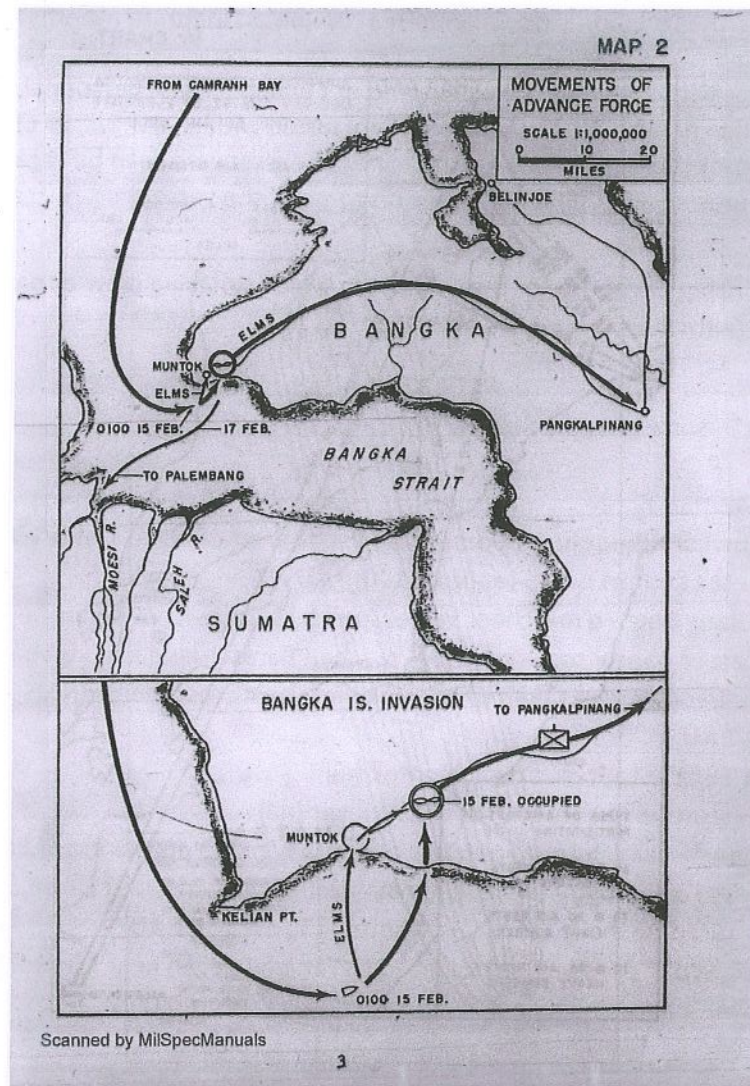 MAP 2
FROM CAMRANH BAY
MOVEMENTS OF
ADVANCE FORCE
SCALE 1:1,000,000
0 10 20
MILES
BELINJOE
ELMS
BANGKA
MUNTOK
ELMS
PANGKALPINANG
0100 15 FEB.
17 FEB.
BANGKA
STRAIT
TO PALEMBANG
MOESI R.
SALEH R.
SUMATRA
BANGKA IS. INVASION
TO PANGKALPINANG
15 FEB. OCCUPIED
MUNTOK
KELIAN PT.
ELMS
0100 15 FEB.
Scanned by MilSpecManuals
3